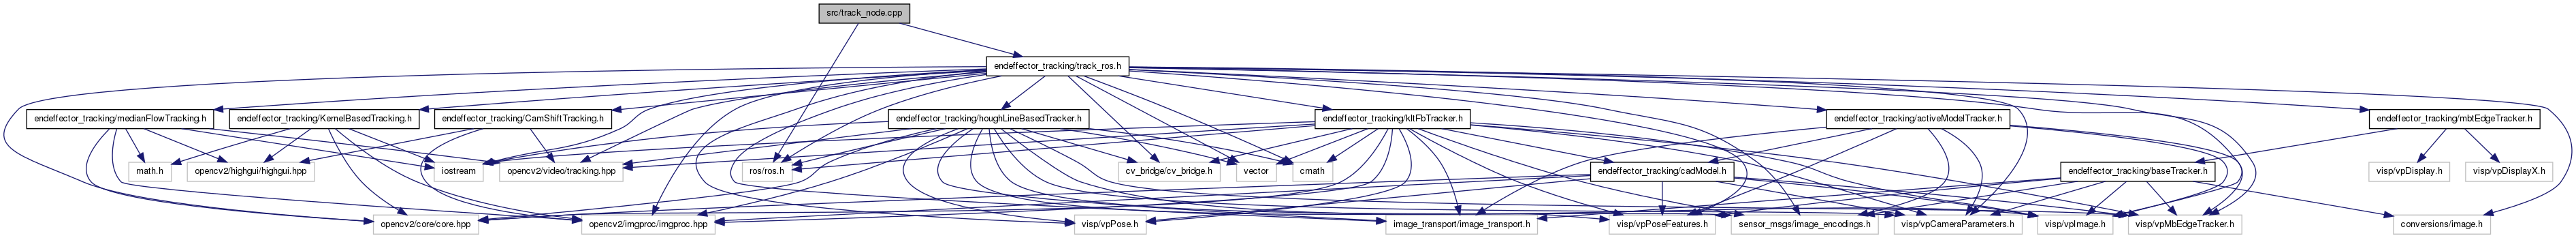 src/track_node.cpp
endeffector_tracking/track_ros.h
endeffector_tracking/medianFlowTracking.h
endeffector_tracking/KernelBasedTracking.h
endeffector_tracking/CamShiftTracking.h
endeffector_tracking/houghLineBasedTracker.h
endeffector_tracking/kltFbTracker.h
endeffector_tracking/activeModelTracker.h
endeffector_tracking/mbtEdgeTracker.h
math.h
opencv2/highgui/highgui.hpp
iostream
opencv2/video/tracking.hpp
ros/ros.h
cv_bridge/cv_bridge.h
vector
cmath
endeffector_tracking/cadModel.h
endeffector_tracking/baseTracker.h
visp/vpDisplay.h
visp/vpDisplayX.h
opencv2/core/core.hpp
opencv2/imgproc/imgproc.hpp
visp/vpPose.h
image_transport/image_transport.h
visp/vpPoseFeatures.h
sensor_msgs/image_encodings.h
visp/vpCameraParameters.h
visp/vpImage.h
visp/vpMbEdgeTracker.h
conversions/image.h